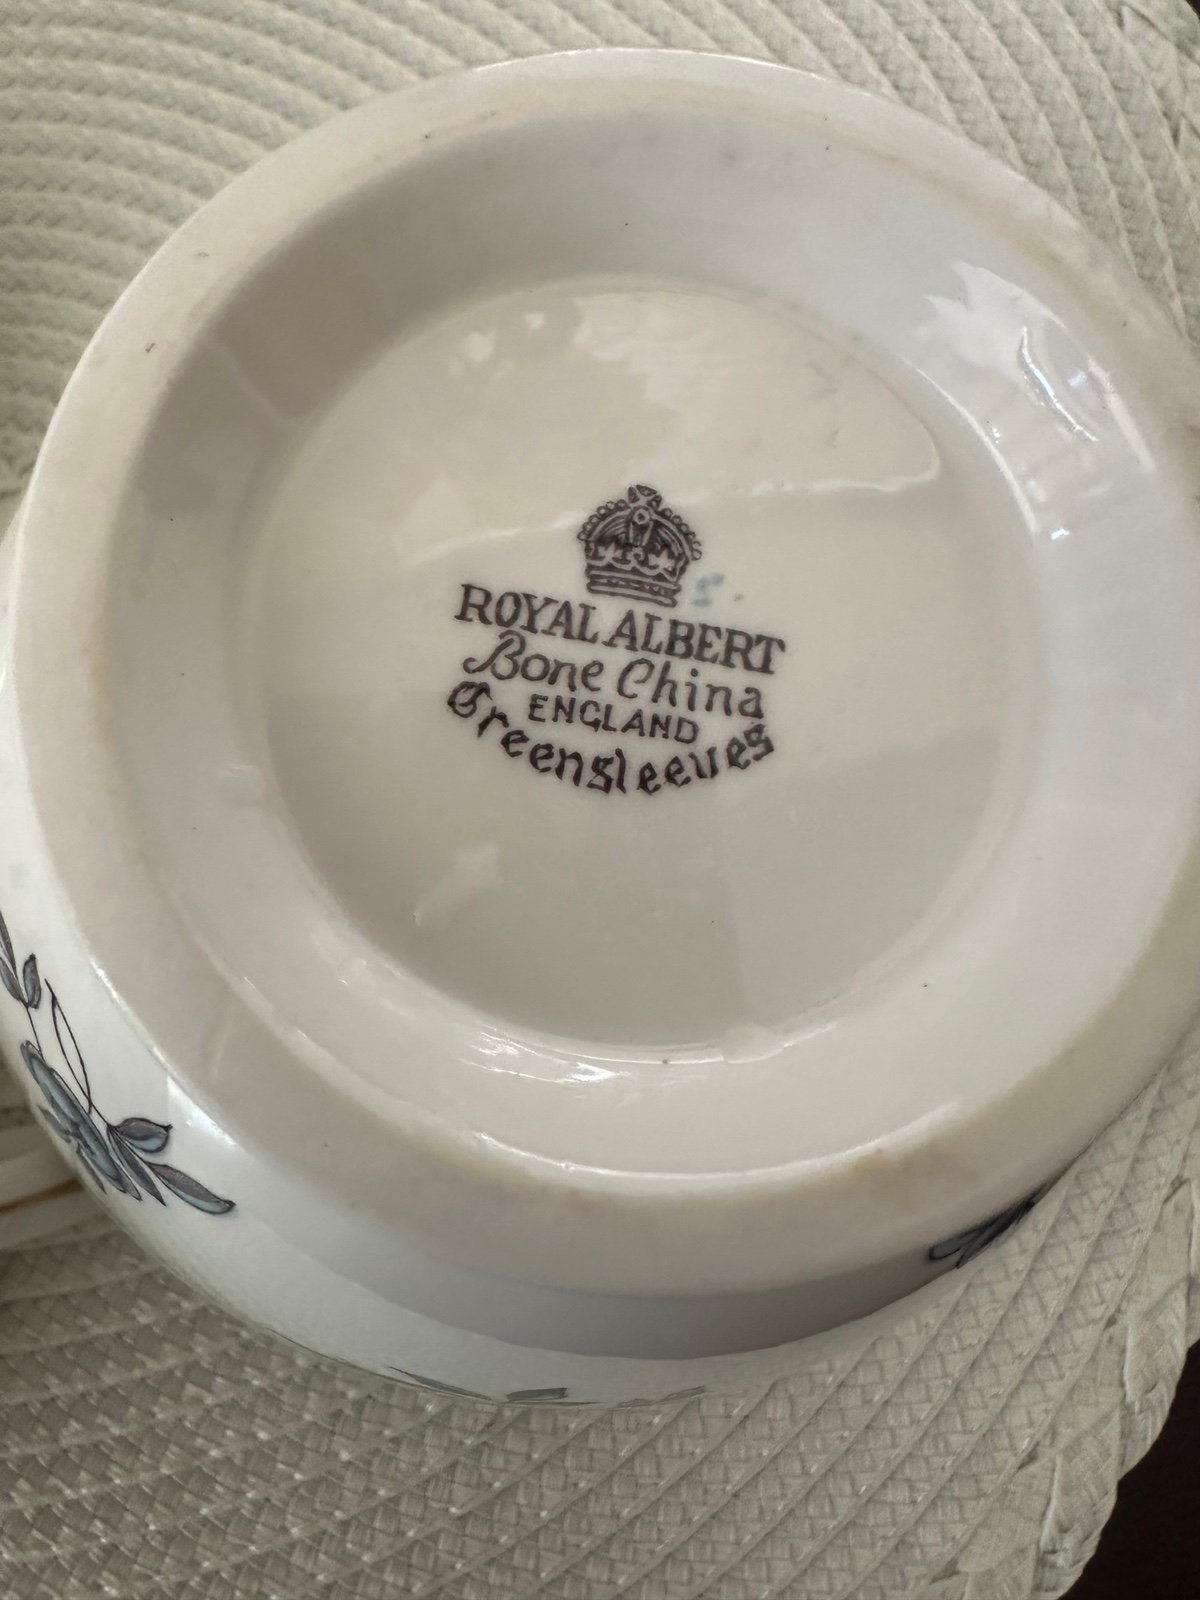 ROYAL ALBERT
Bone China
ENGLAND
Greensleeves